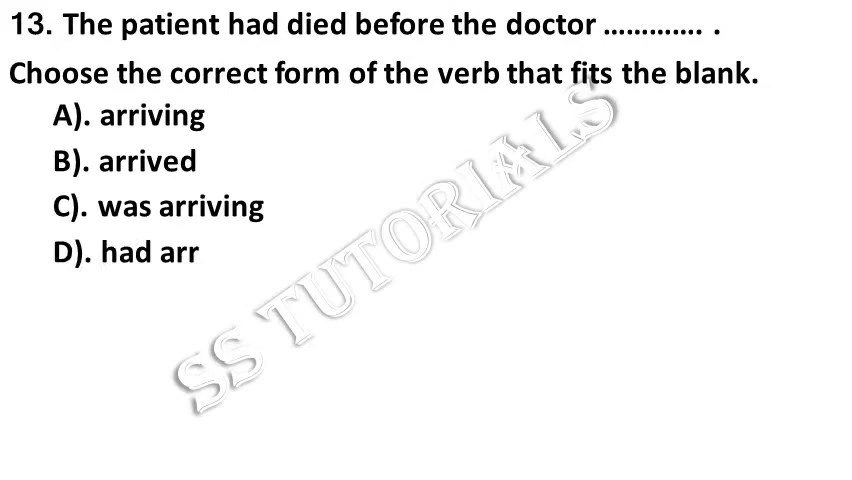 13. The patient had died before the doctor …………. .
Choose the correct form of the verb that fits the blank.
A). arriving
B). arrived
C). was arriving
D). had arr
SS TUTORIALS